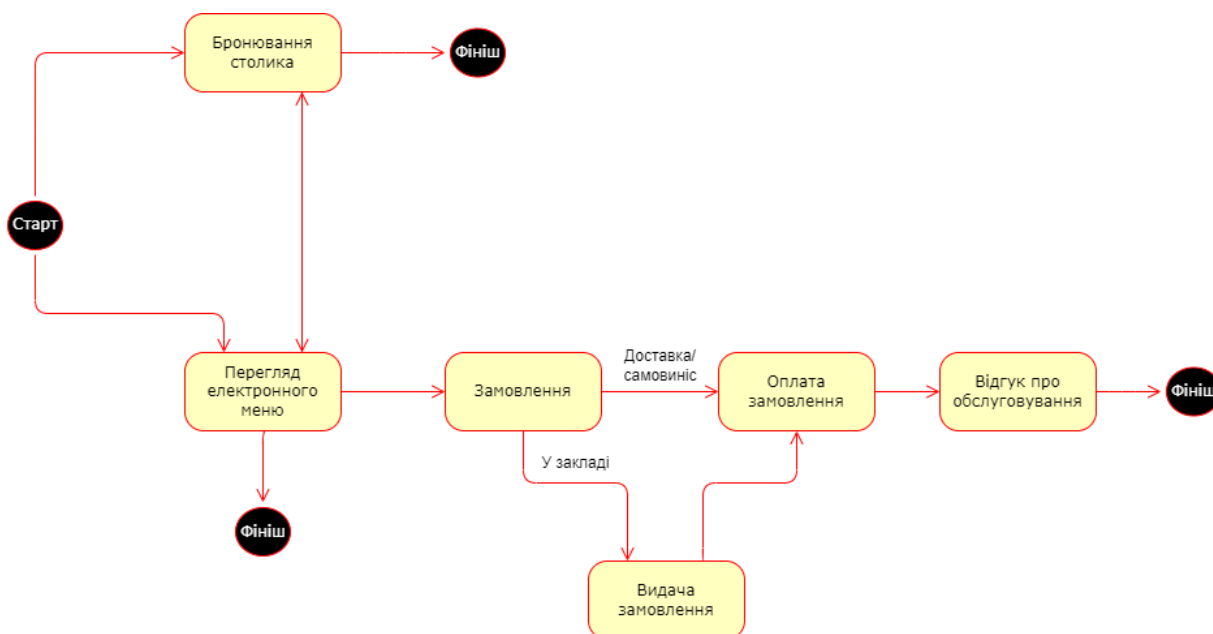 Бронювання
столика
Фініш
Старт
Перегляд
електронного
меню
Замовлення
Доставка/
самовиніс
Оплата
замовлення
Відгук про
обслуговування
Фініш
У закладі
Фініш
Видача
замовлення